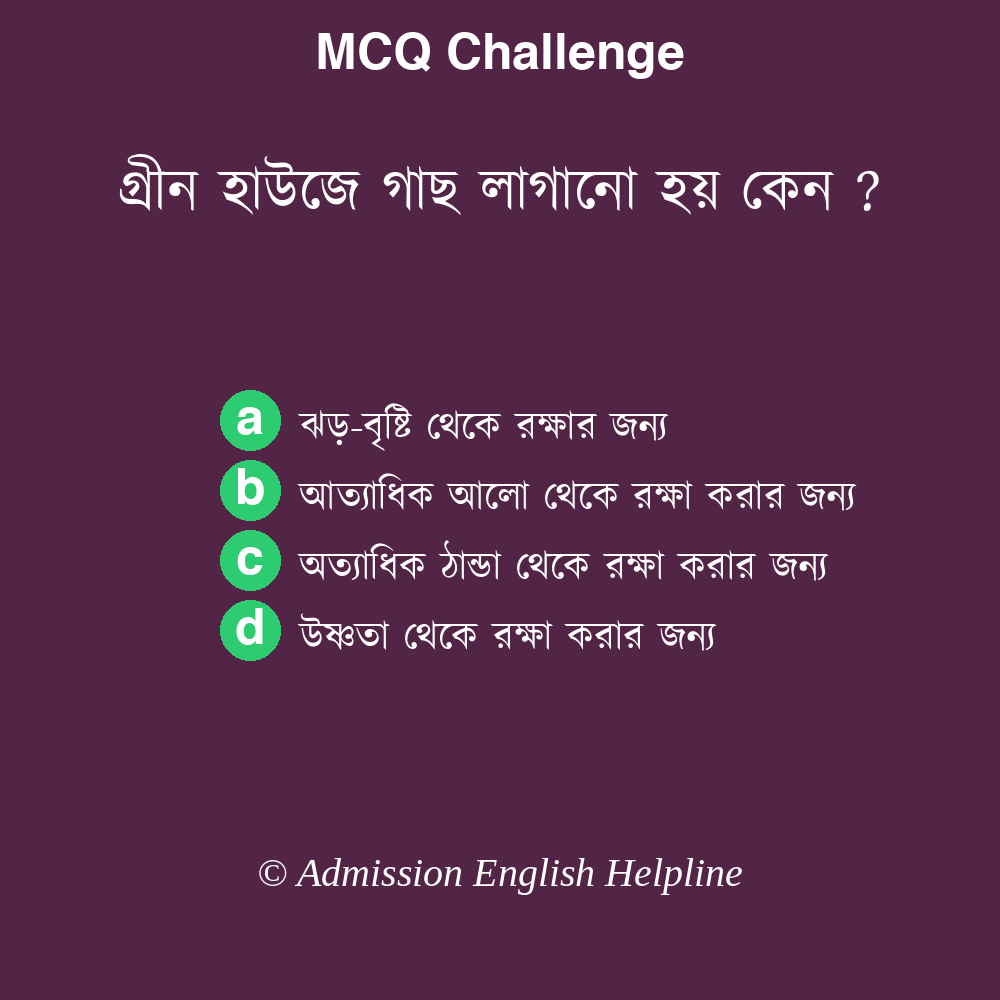 MCQ Challenge
গ্রীন হাউজে গাছ লাগানো হয় কেন ?
a ঝড়-বৃষ্টি থেকে রক্ষার জন্য
b আত্যাধিক আলো থেকে রক্ষা করার জন্য
c অত্যাধিক ঠান্ডা থেকে রক্ষা করার জন্য
d উষ্ণতা থেকে রক্ষা করার জন্য
© Admission English Helpline